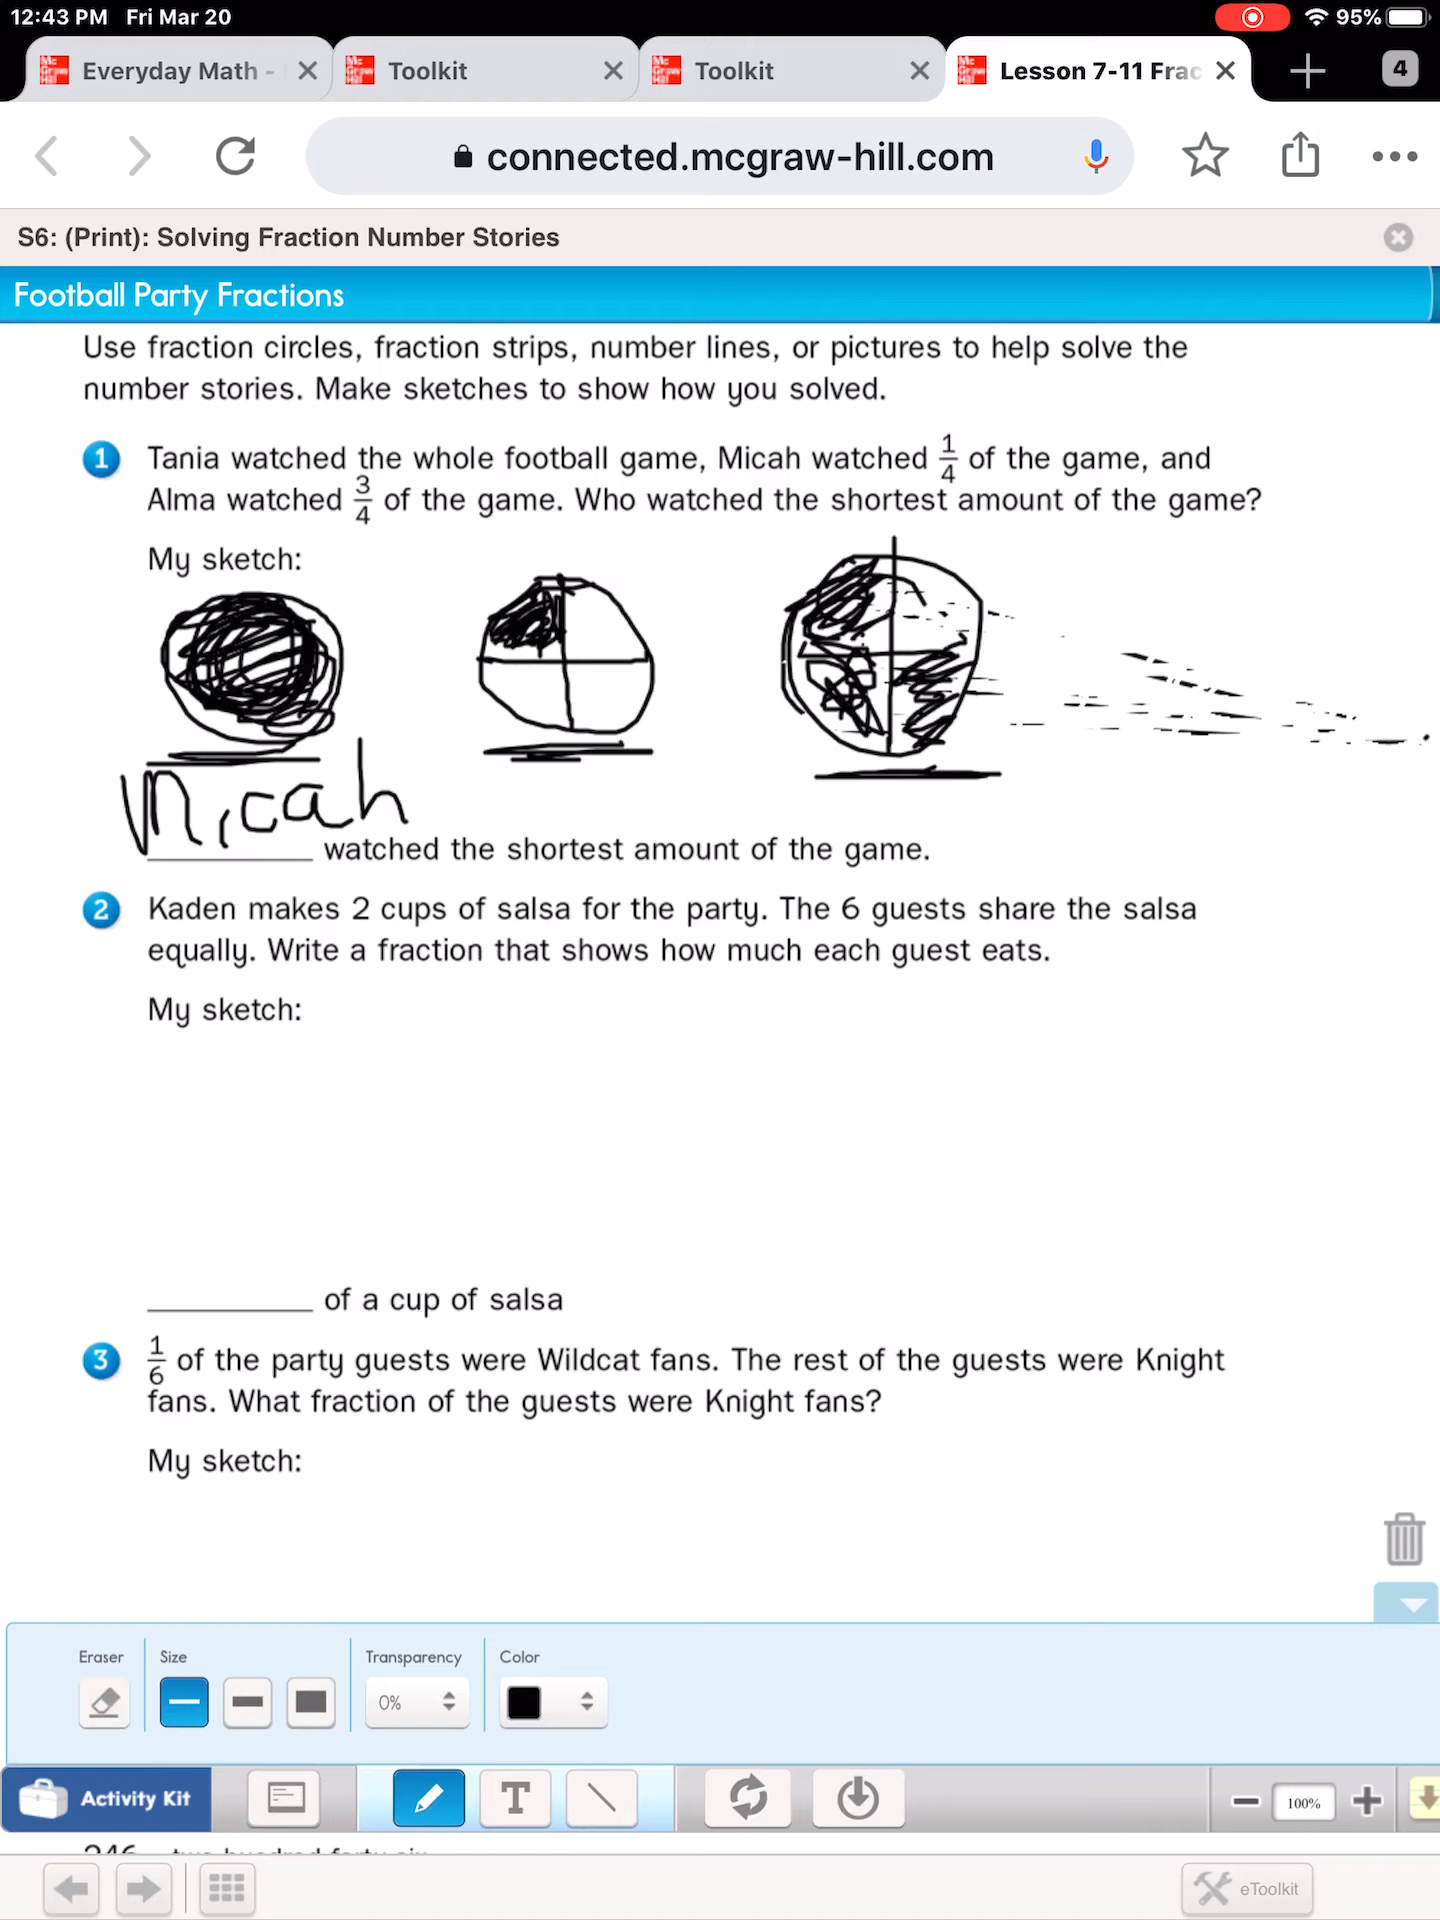 12:43 PM Fri Mar 20 95%
Everyday Math - Toolkit Toolkit Lesson 7-11 Frac 4
connected.mcgraw-hill.com
S6: (Print): Solving Fraction Number Stories
Football Party Fractions
Use fraction circles, fraction strips, number lines, or pictures to help solve the
number stories. Make sketches to show how you solved.
1 Tania watched the whole football game, Micah watched 1/4 of the game, and
Alma watched 3/4 of the game. Who watched the shortest amount of the game?
My sketch:
Micah
watched the shortest amount of the game.
2 Kaden makes 2 cups of salsa for the party. The 6 guests share the salsa
equally. Write a fraction that shows how much each guest eats.
My sketch:
of a cup of salsa
3 1/6 of the party guests were Wildcat fans. The rest of the guests were Knight
fans. What fraction of the guests were Knight fans?
My sketch:
Eraser Size Transparency Color
0%
Activity Kit T 100%
eToolkit